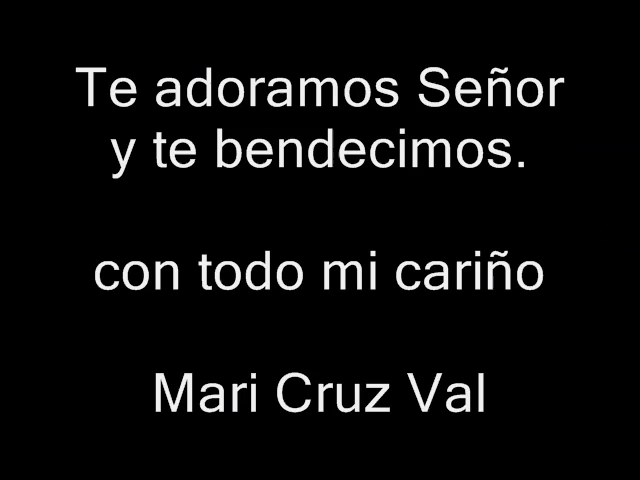 Te adoramos Señor
y te bendecimos.
con todo mi cariño
Mari Cruz Val